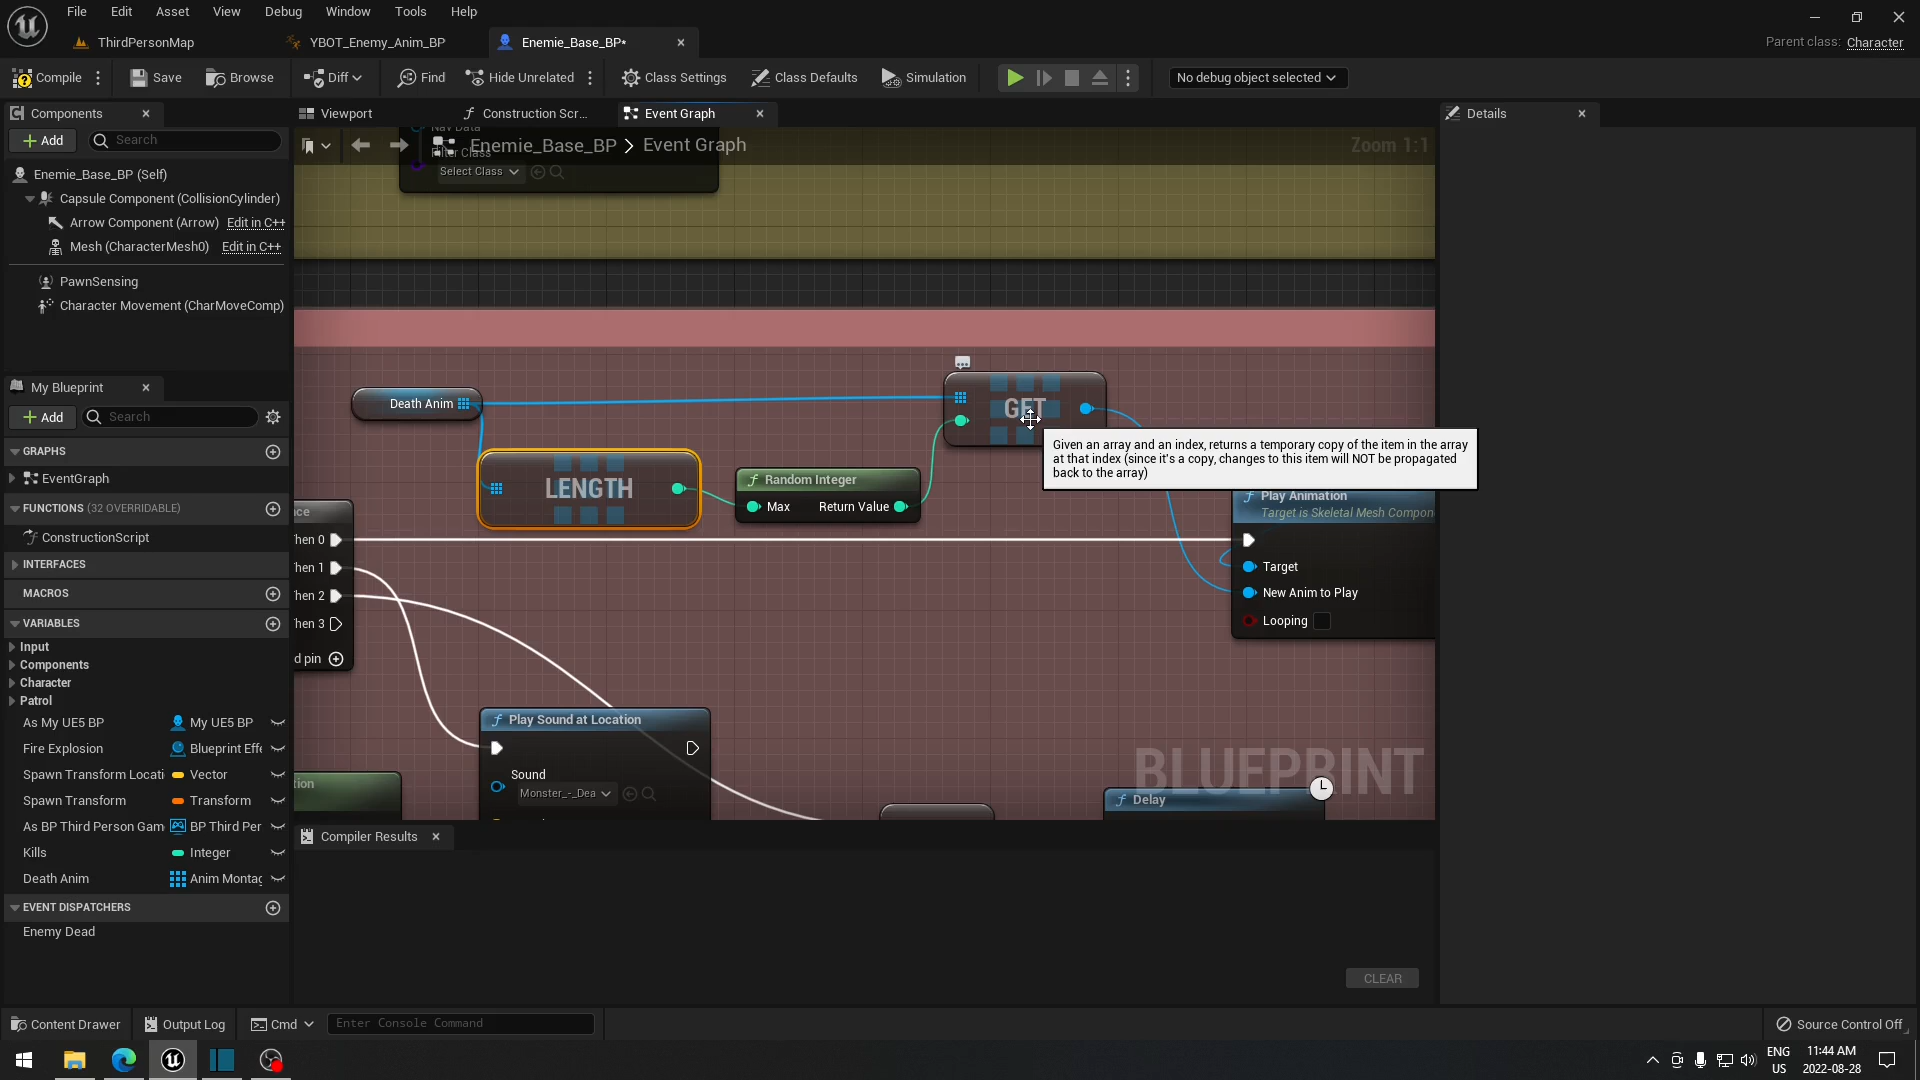 File Edit Asset View Debug Window Tools Help
ThirdPersonMap YBOT_Enemy_Anim_BP Enemie_Base_BP*
Parent class: Character
Compile Save Browse Diff Find Hide Unrelated Class Settings Class Defaults Simulation No debug object selected
Components Viewport Construction Scr... Event Graph Details
Add Search
Enemie_Base_BP > Event Graph Zoom 1:1
Nav Data
Filter Class
Select Class
Enemie_Base_BP (Self)
Capsule Component (CollisionCylinder)
Arrow Component (Arrow) Edit in C++
Mesh (CharacterMesh0) Edit in C++
PawnSensing
Character Movement (CharMoveComp)
My Blueprint
Add Search
GRAPHS
EventGraph
FUNCTIONS (32 OVERRIDABLE)
ConstructionScript
INTERFACES
MACROS
VARIABLES
Input
Components
Character
Patrol
As My UE5 BP My UE5 BP
Fire Explosion Blueprint Effe
Spawn Transform Locati Vector
Spawn Transform Transform
As BP Third Person Gam BP Third Per
Kills Integer
Death Anim Anim Montag
EVENT DISPATCHERS
Enemy Dead
Death Anim
GET
Given an array and an index, returns a temporary copy of the item in the array
at that index (since it's a copy, changes to this item will NOT be propagated
back to the array)
LENGTH
Random Integer
Max Return Value
Play Animation
Target is Skeletal Mesh Compon
Target
New Anim to Play
Looping
nce
hen 0
hen 1
hen 2
hen 3
d pin
Play Sound at Location
Sound
Monster_-_Dea
tion
Delay
BLUEPRINT
Compiler Results
CLEAR
Content Drawer Output Log Cmd Enter Console Command Source Control Off
ENG
US
11:44 AM
2022-08-28